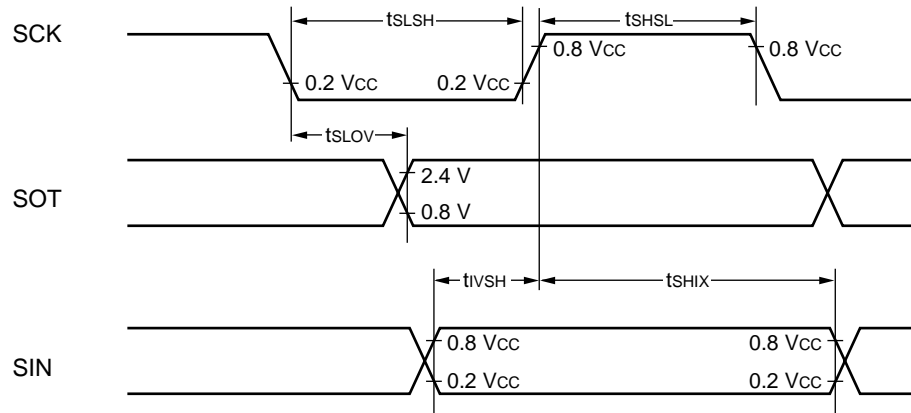 tSLSH
tSHSL
SCK
0.8 VCC
0.8 VCC
0.2 VCC
0.2 VCC
tSLOV
SOT
2.4 V
0.8 V
tIVSH
tSHIX
SIN
0.8 VCC
0.8 VCC
0.2 VCC
0.2 VCC